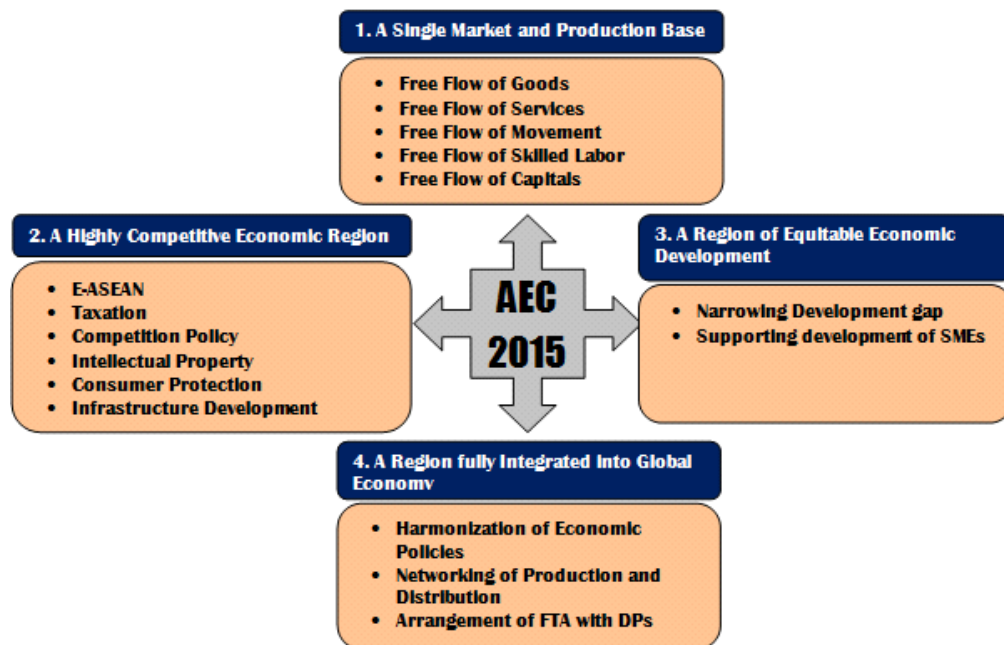 1. A Single Market and Production Base
• Free Flow of Goods
• Free Flow of Services
• Free Flow of Movement
• Free Flow of Skilled Labor
• Free Flow of Capitals
2. A Highly Competitive Economic Region
• E-ASEAN
• Taxation
• Competition Policy
• Intellectual Property
• Consumer Protection
• Infrastructure Development
AEC
2015
3. A Region of Equitable Economic
Development
• Narrowing Development gap
• Supporting development of SMEs
4. A Region fully Integrated into Global
Economy
• Harmonization of Economic
Policies
• Networking of Production and
Distribution
• Arrangement of FTA with DPs